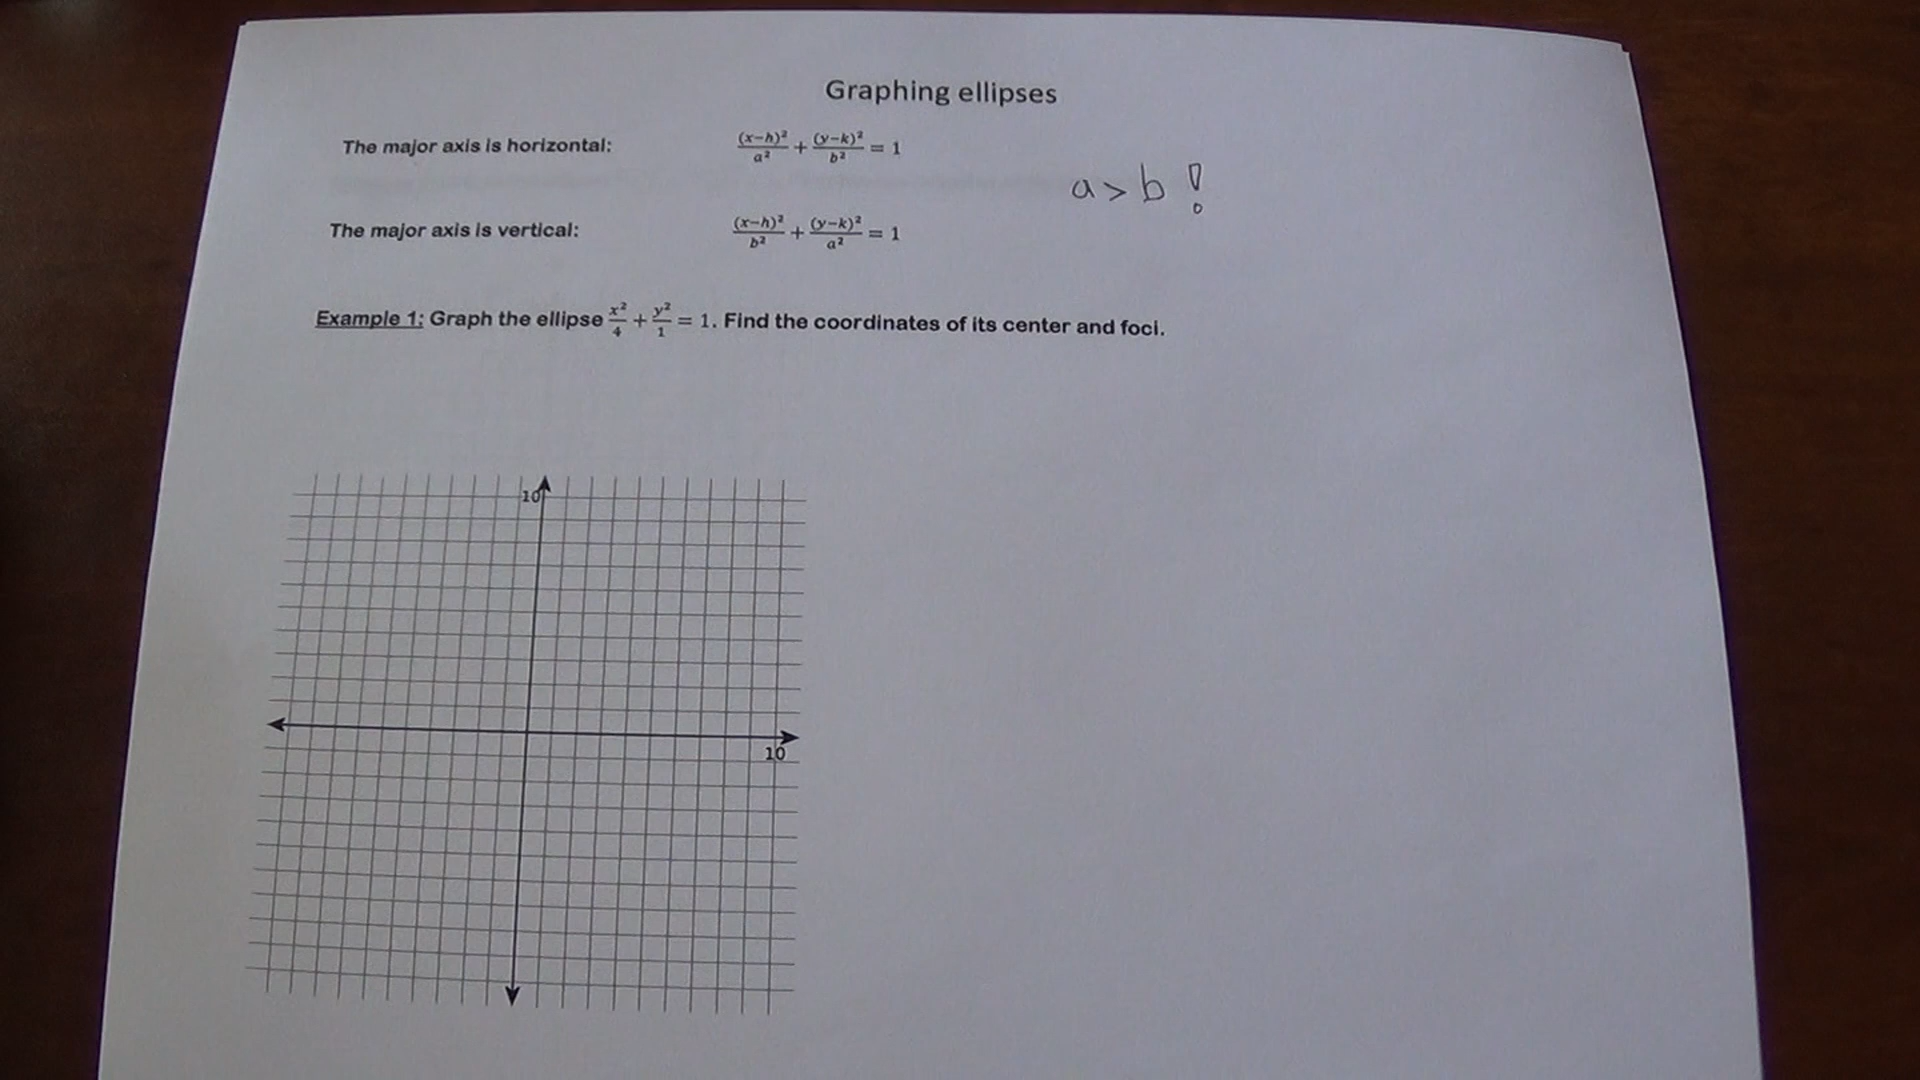 Graphing ellipses
The major axis is horizontal: (x−h)²/a² + (y−k)²/b² = 1
a > b !
The major axis is vertical: (x−h)²/b² + (y−k)²/a² = 1
Example 1: Graph the ellipse x²/4 + y²/1 = 1. Find the coordinates of its center and foci.
10
10